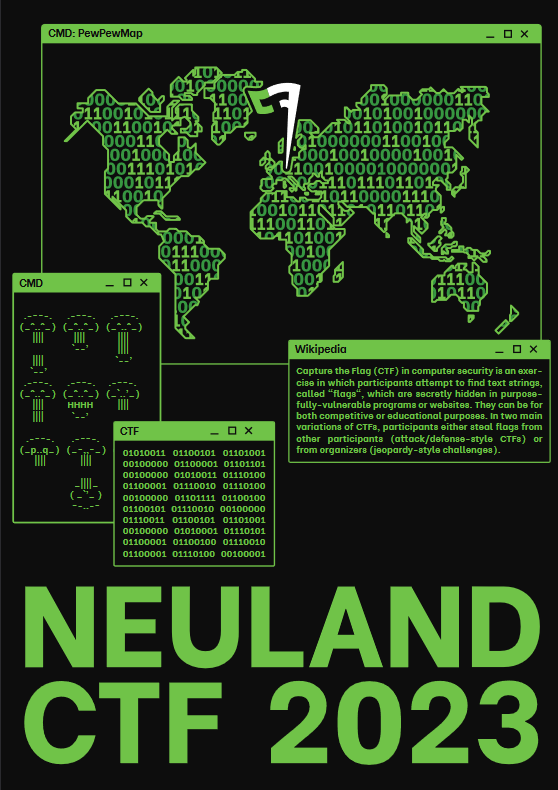 CMD: PewPewMap
CMD
Wikipedia
Capture the Flag (CTF) in computer security is an exer-
cise in which participants attempt to find text strings,
called "flags", which are secretly hidden in purpose-
fully-vulnerable programs or websites. They can be for
both competitive or educational purposes. In two main
variations of CTFs, participants either steal flags from
other participants (attack/defense-style CTFs) or
from organizers (jeopardy-style challenges).
CTF
01010011 01100101 01101001
00100000 01100001 01101101
00100000 01010011 01110100
01100001 01110010 01110100
00100000 01101111 01100100
01100101 01110010 00100000
01110011 01100101 01101001
00100000 01010001 01110101
01100001 01100100 01110010
01100001 01110100 00100001
NEULAND
CTF 2023